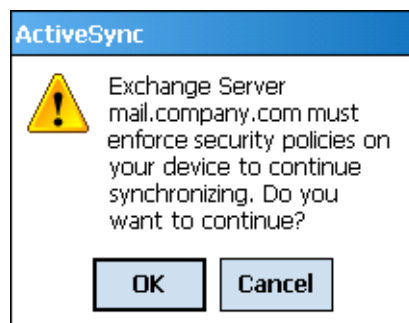 ActiveSync
Exchange Server
mail.company.com must
enforce security policies on
your device to continue
synchronizing. Do you
want to continue?
OK Cancel